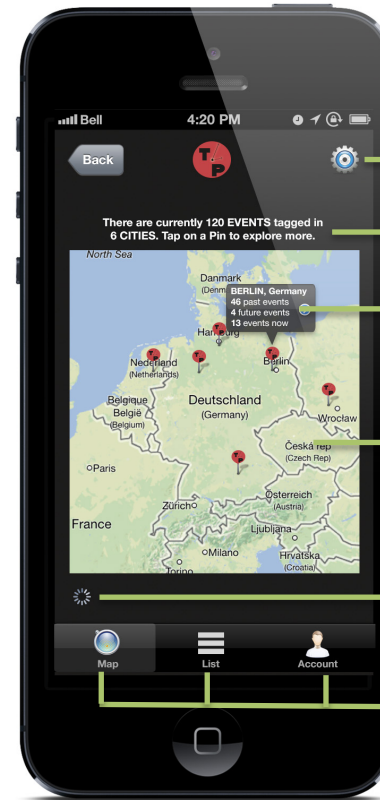 Bell 4:20 PM
Back
T P
There are currently 120 EVENTS tagged in
6 CITIES. Tap on a Pin to explore more.
North Sea
Danmark
(Denm
BERLIN, Germany
46 past events
4 future events
13 events now
Hamburg
Berlin
Nederland
(Netherlands)
Belgique
België
(Belgium)
Deutschland
(Germany)
Wrocław
Česká rep
(Czech Rep)
Paris
Österreich
(Austria)
Zürich
France
Ljubljana
Milano
Hrvatska
(Croatia)
Torino
Map
List
Account